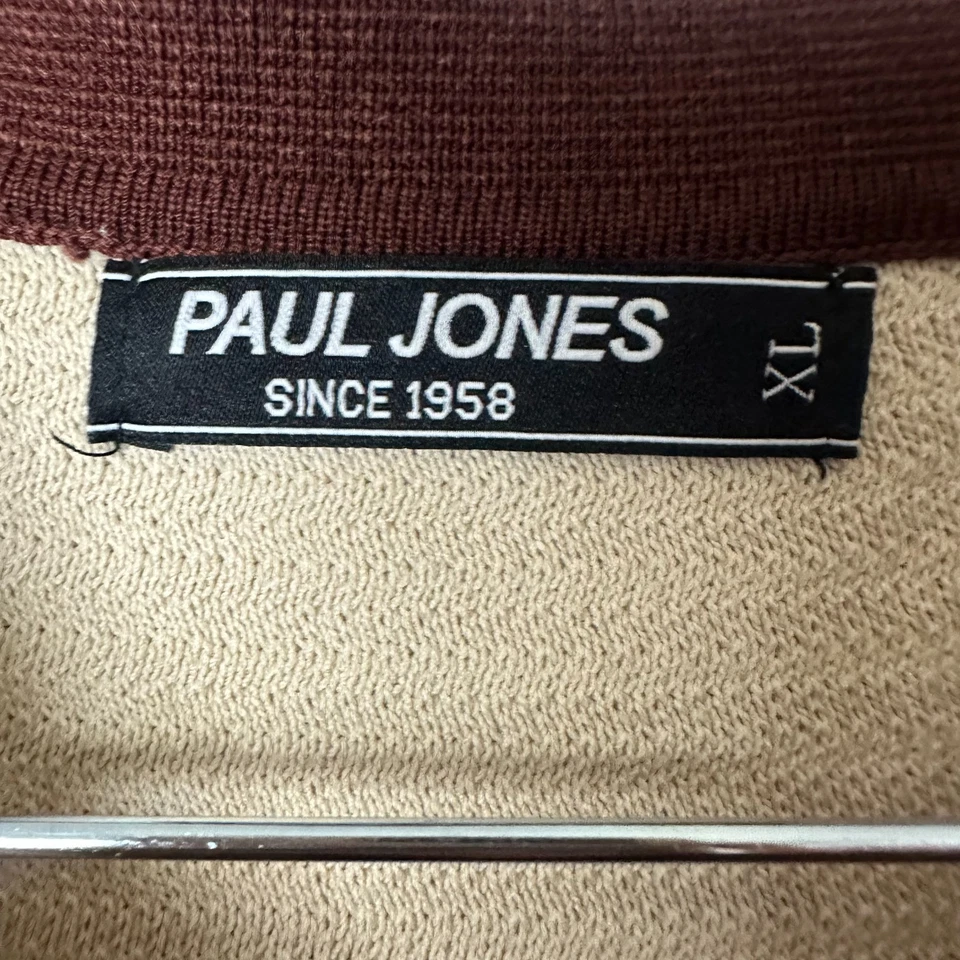 PAUL JONES
SINCE 1958
XL